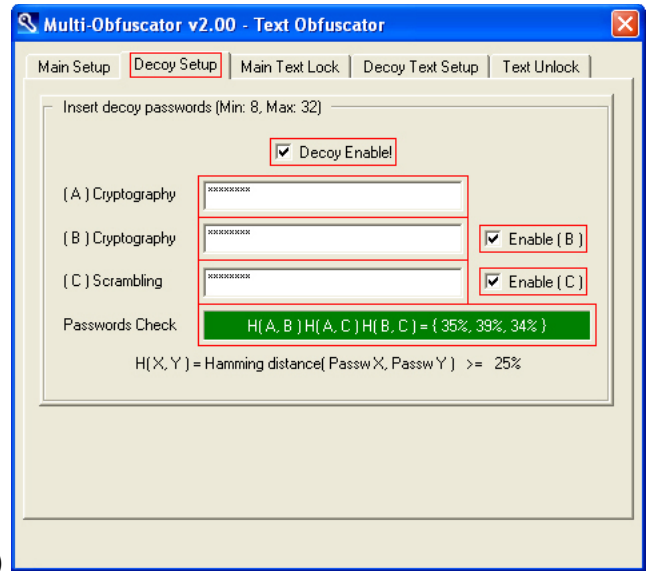 Multi-Obfuscator v2.00 - Text Obfuscator
Main Setup Decoy Setup Main Text Lock Decoy Text Setup Text Unlock
Insert decoy passwords (Min: 8, Max: 32)
Decoy Enable!
( A ) Cryptography ××××××××
( B ) Cryptography ×××××××× Enable ( B )
( C ) Scrambling ×××××××× Enable ( C )
Passwords Check H( A, B ) H( A, C ) H( B, C ) = { 35%, 39%, 34% }
H( X, Y ) = Hamming distance( Passw X, Passw Y ) >= 25%
)